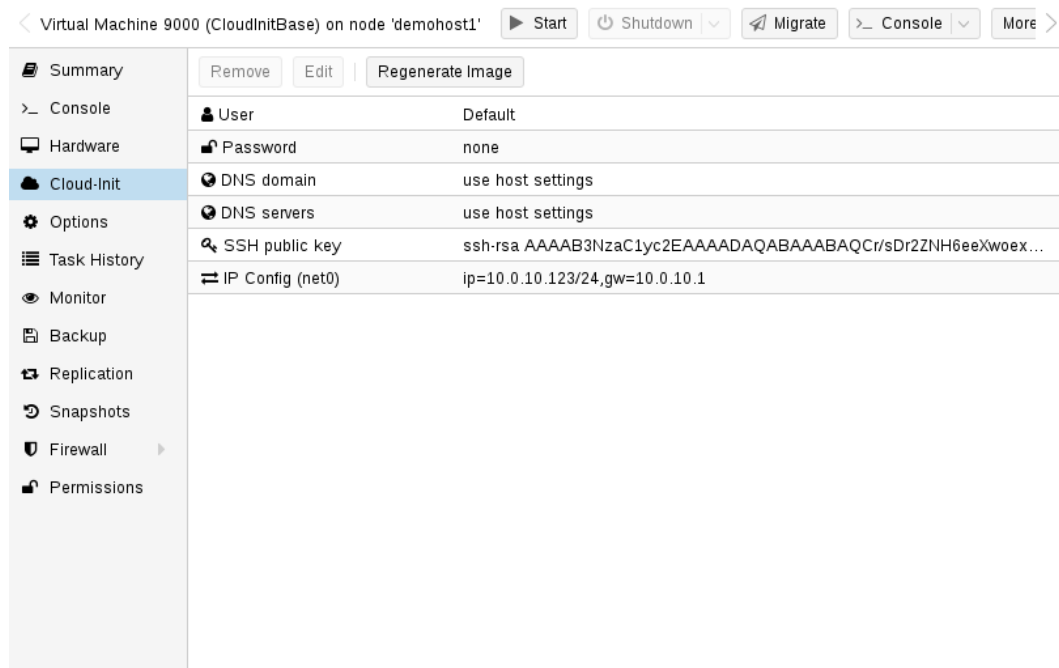 Virtual Machine 9000 (CloudInitBase) on node 'demohost1' Start Shutdown Migrate >_ Console More
Summary
Console
Hardware
Cloud-Init
Options
Task History
Monitor
Backup
Replication
Snapshots
Firewall
Permissions
Remove Edit Regenerate Image
User Default
Password none
DNS domain use host settings
DNS servers use host settings
SSH public key ssh-rsa AAAAB3NzaC1yc2EAAAADAQABAAABAQCr/sDr2ZNH6eeXwoex...
IP Config (net0) ip=10.0.10.123/24,gw=10.0.10.1